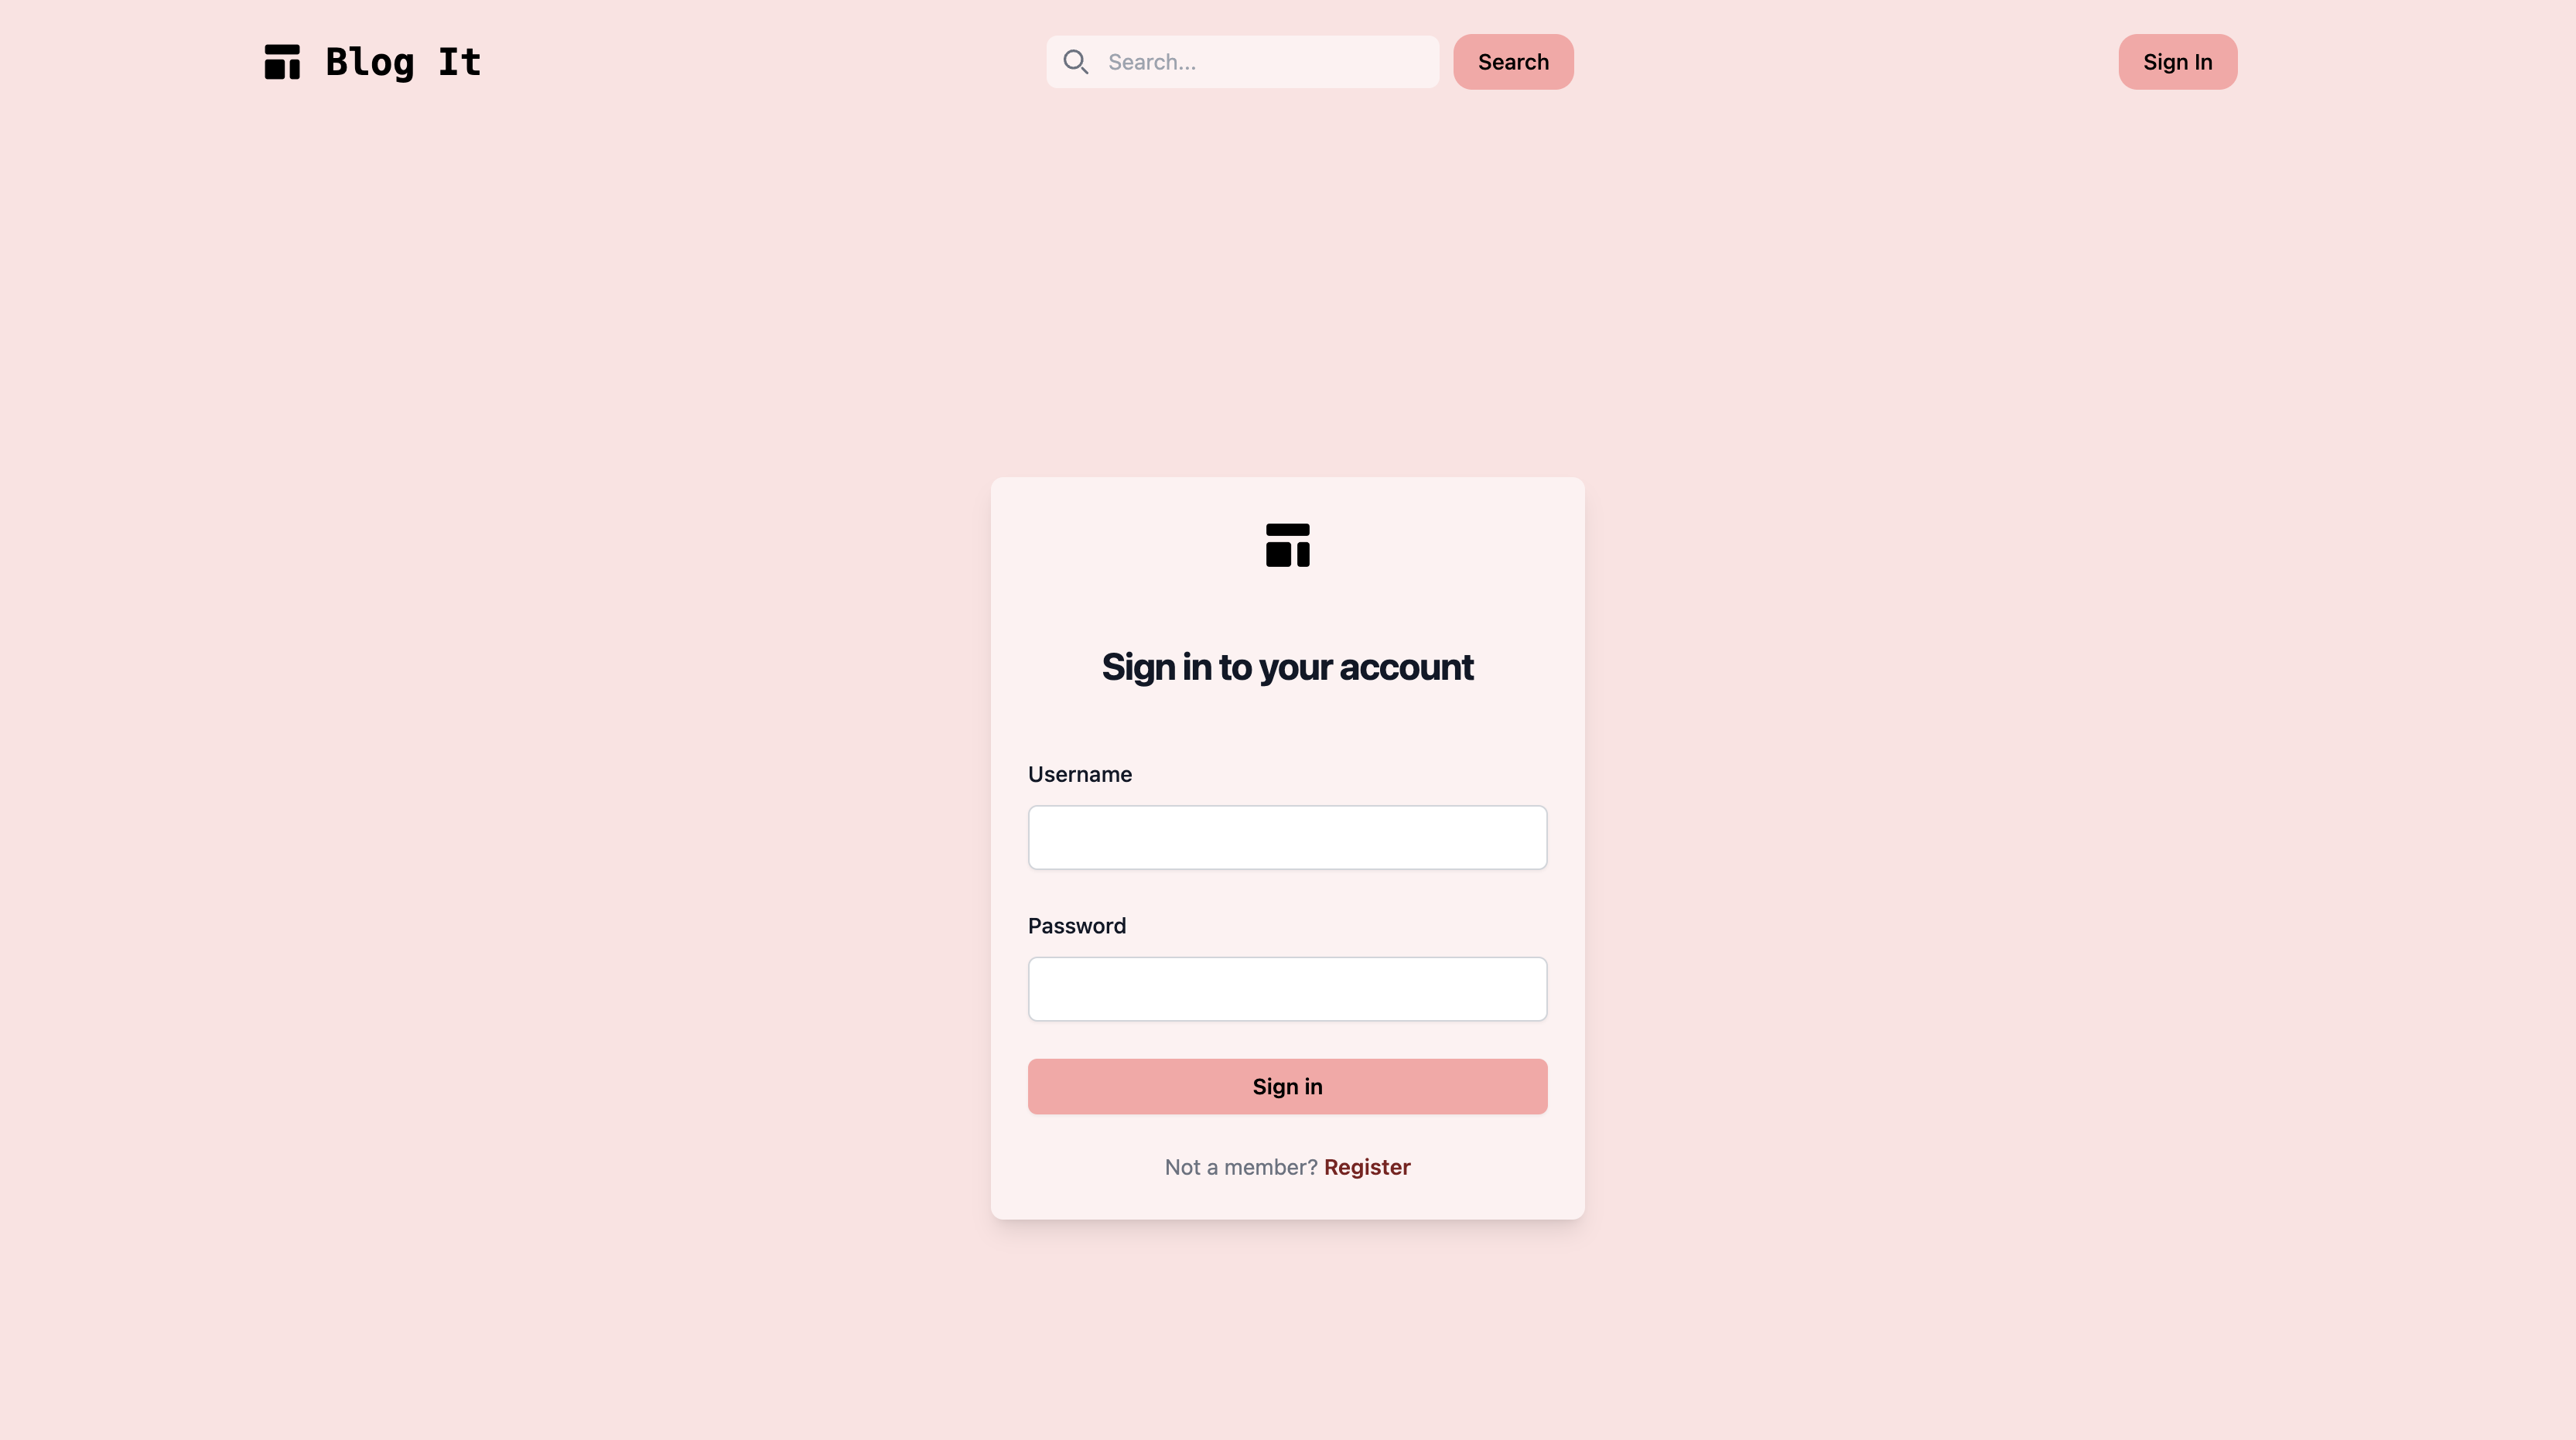 Blog It
Search...
Search
Sign In
Sign in to your account
Username
Password
Sign in
Not a member? Register